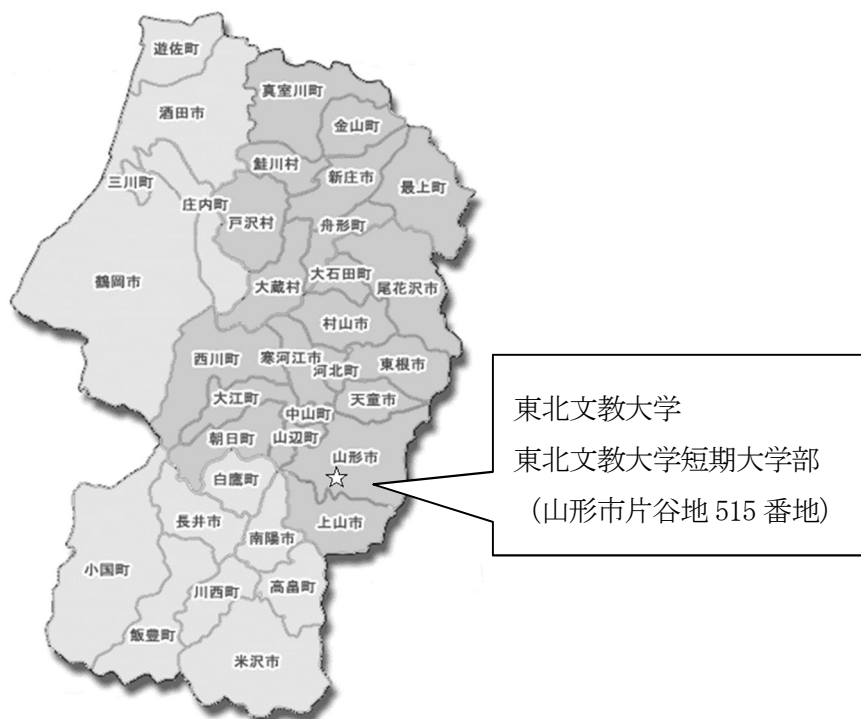 遊佐町
真室川町
酒田市
金山町
鮭川村
新庄市
三川町
最上町
庄内町
戸沢村
舟形町
鶴岡市
大蔵村
大石田町
尾花沢市
村山市
西川町
寒河江市
河北町
東根市
大江町
天童市
中山町
朝日町
山辺町
山形市
白鷹町
長井市
上山市
南陽市
小国町
川西町
高畠町
飯豊町
米沢市
東北文教大学
東北文教大学短期大学部
（山形市片谷地 515 番地）